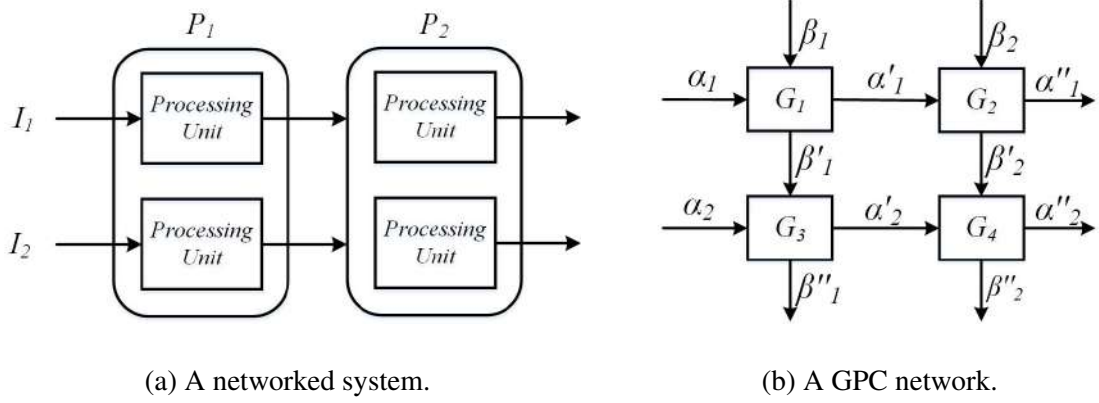 P₁ P₂
I₁ Processing Unit Processing Unit
I₂ Processing Unit Processing Unit
(a) A networked system.
β₁ β₂
α₁ G₁ α'₁ G₂ α''₁
β'₁ β'₂
α₂ G₃ α'₂ G₄ α''₂
β''₁ β''₂
(b) A GPC network.